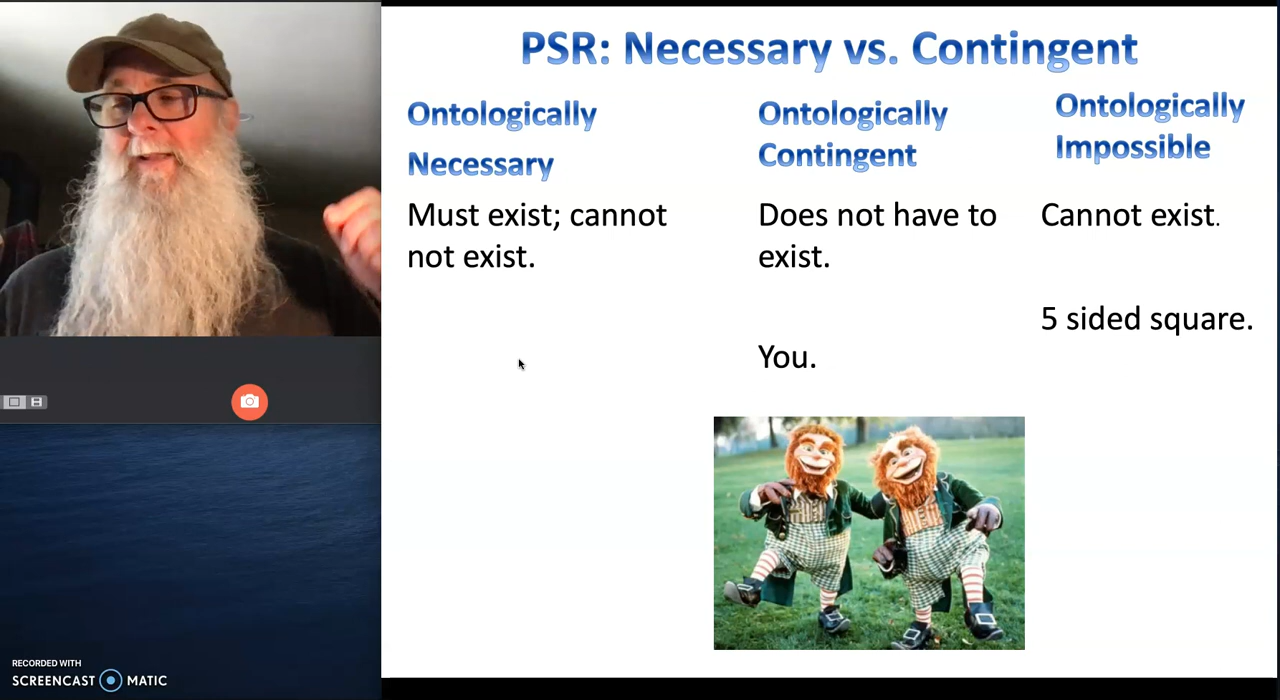 PSR: Necessary vs. Contingent
Ontologically
Necessary
Must exist; cannot
not exist.
Ontologically
Contingent
Does not have to
exist.
You.
Ontologically
Impossible
Cannot exist.
5 sided square.
RECORDED WITH
SCREENCAST MATIC